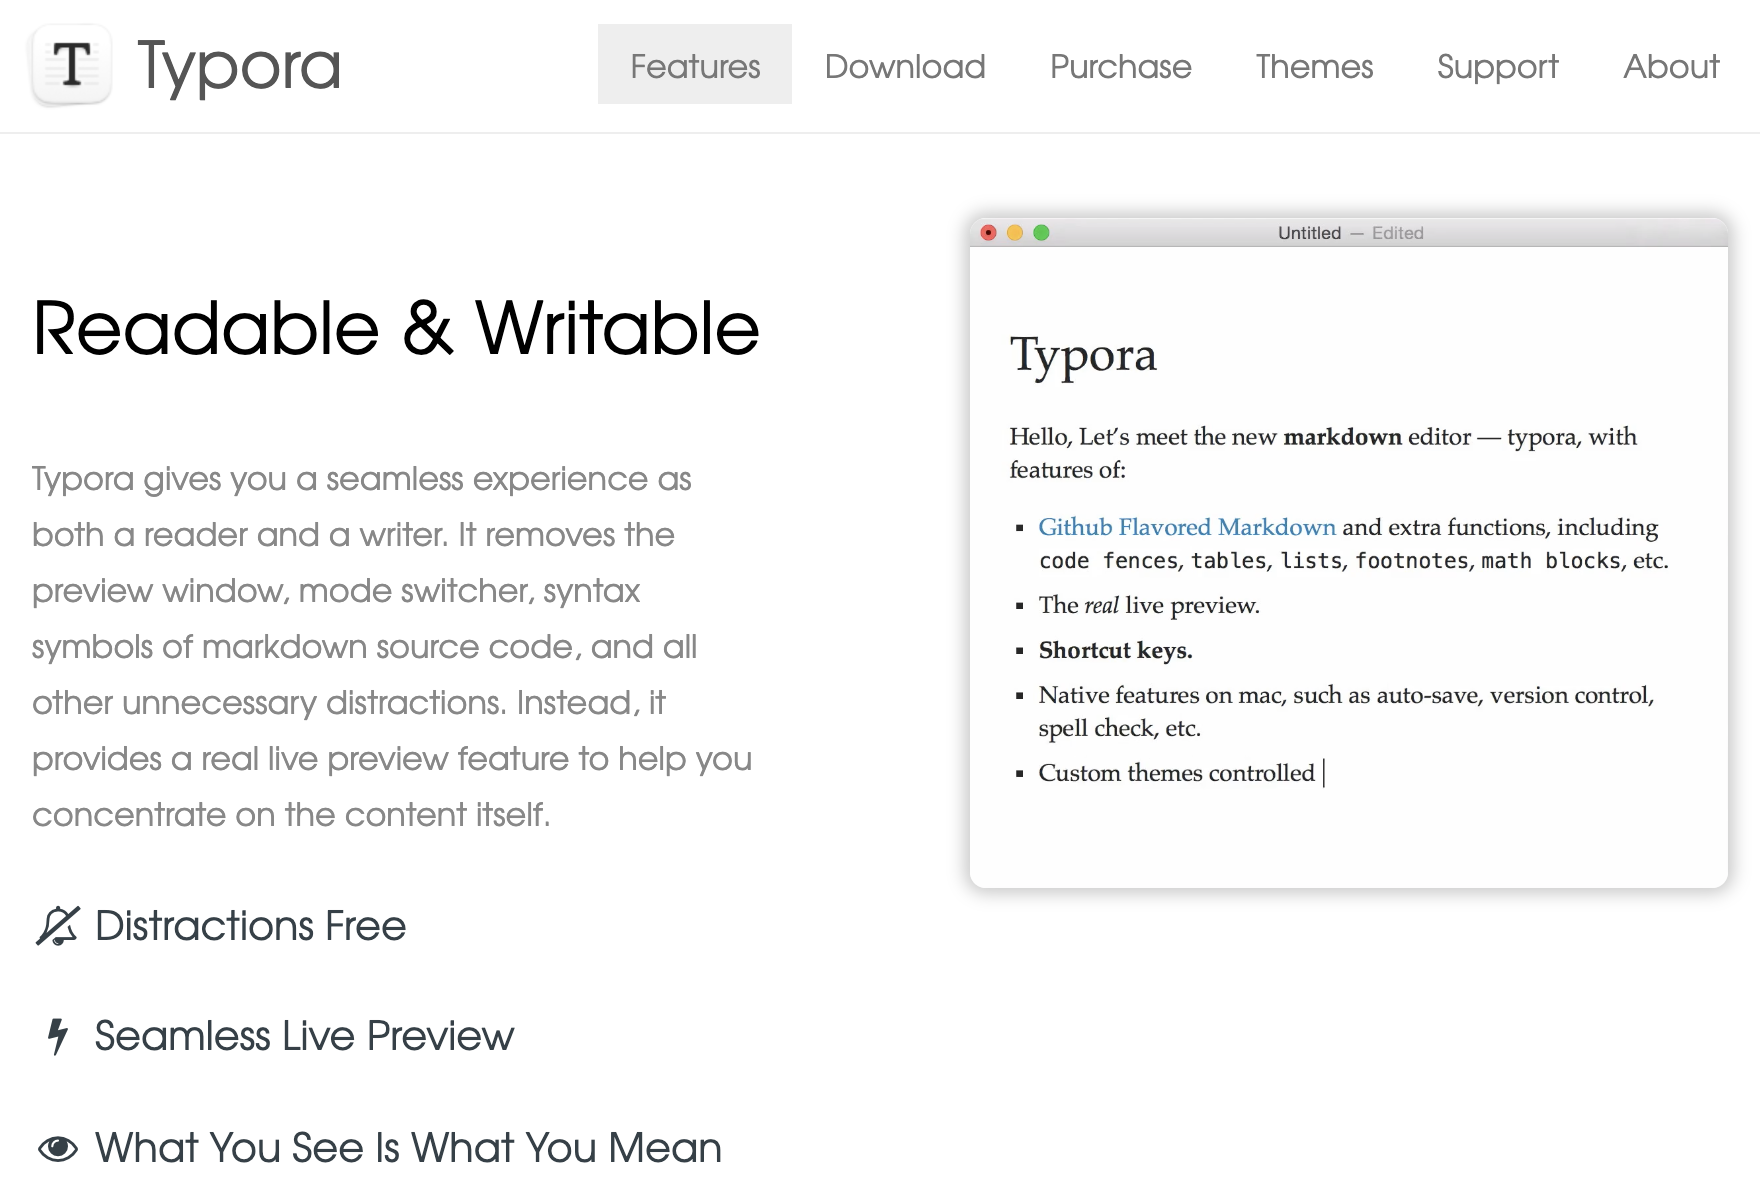 Typora
Features
Download
Purchase
Themes
Support
About
Readable & Writable
Typora gives you a seamless experience as
both a reader and a writer. It removes the
preview window, mode switcher, syntax
symbols of markdown source code, and all
other unnecessary distractions. Instead, it
provides a real live preview feature to help you
concentrate on the content itself.
Distractions Free
Seamless Live Preview
What You See Is What You Mean
Untitled — Edited
Typora
Hello, Let's meet the new markdown editor — typora, with
features of:
▪ Github Flavored Markdown and extra functions, including
code fences, tables, lists, footnotes, math blocks, etc.
▪ The real live preview.
▪ Shortcut keys.
▪ Native features on mac, such as auto-save, version control,
spell check, etc.
▪ Custom themes controlled